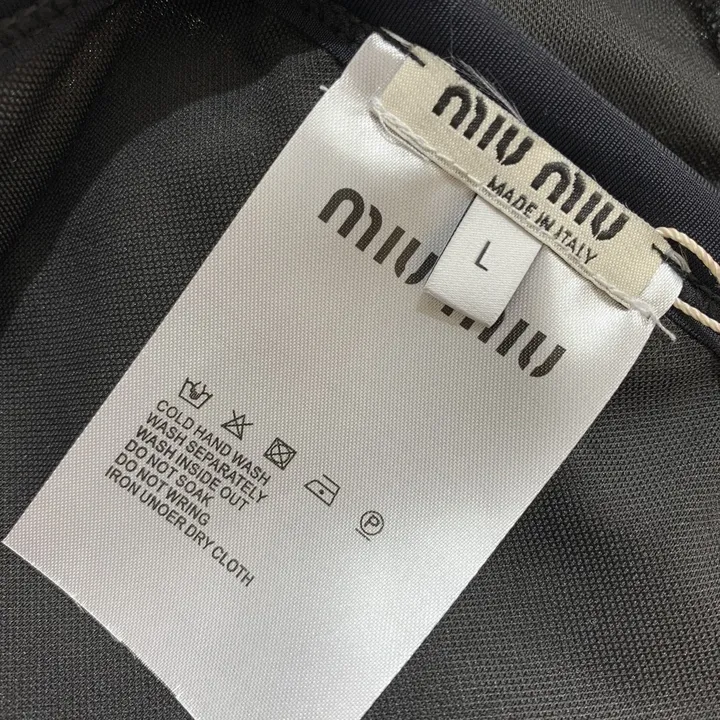 MIU MIU
MADE IN ITALY
L
MIU MIU
COLD HAND WASH
WASH SEPARATELY
WASH INSIDE OUT
DO NOT SOAK
DO NOT WRING
IRON UNOER DRY CLOTH
P